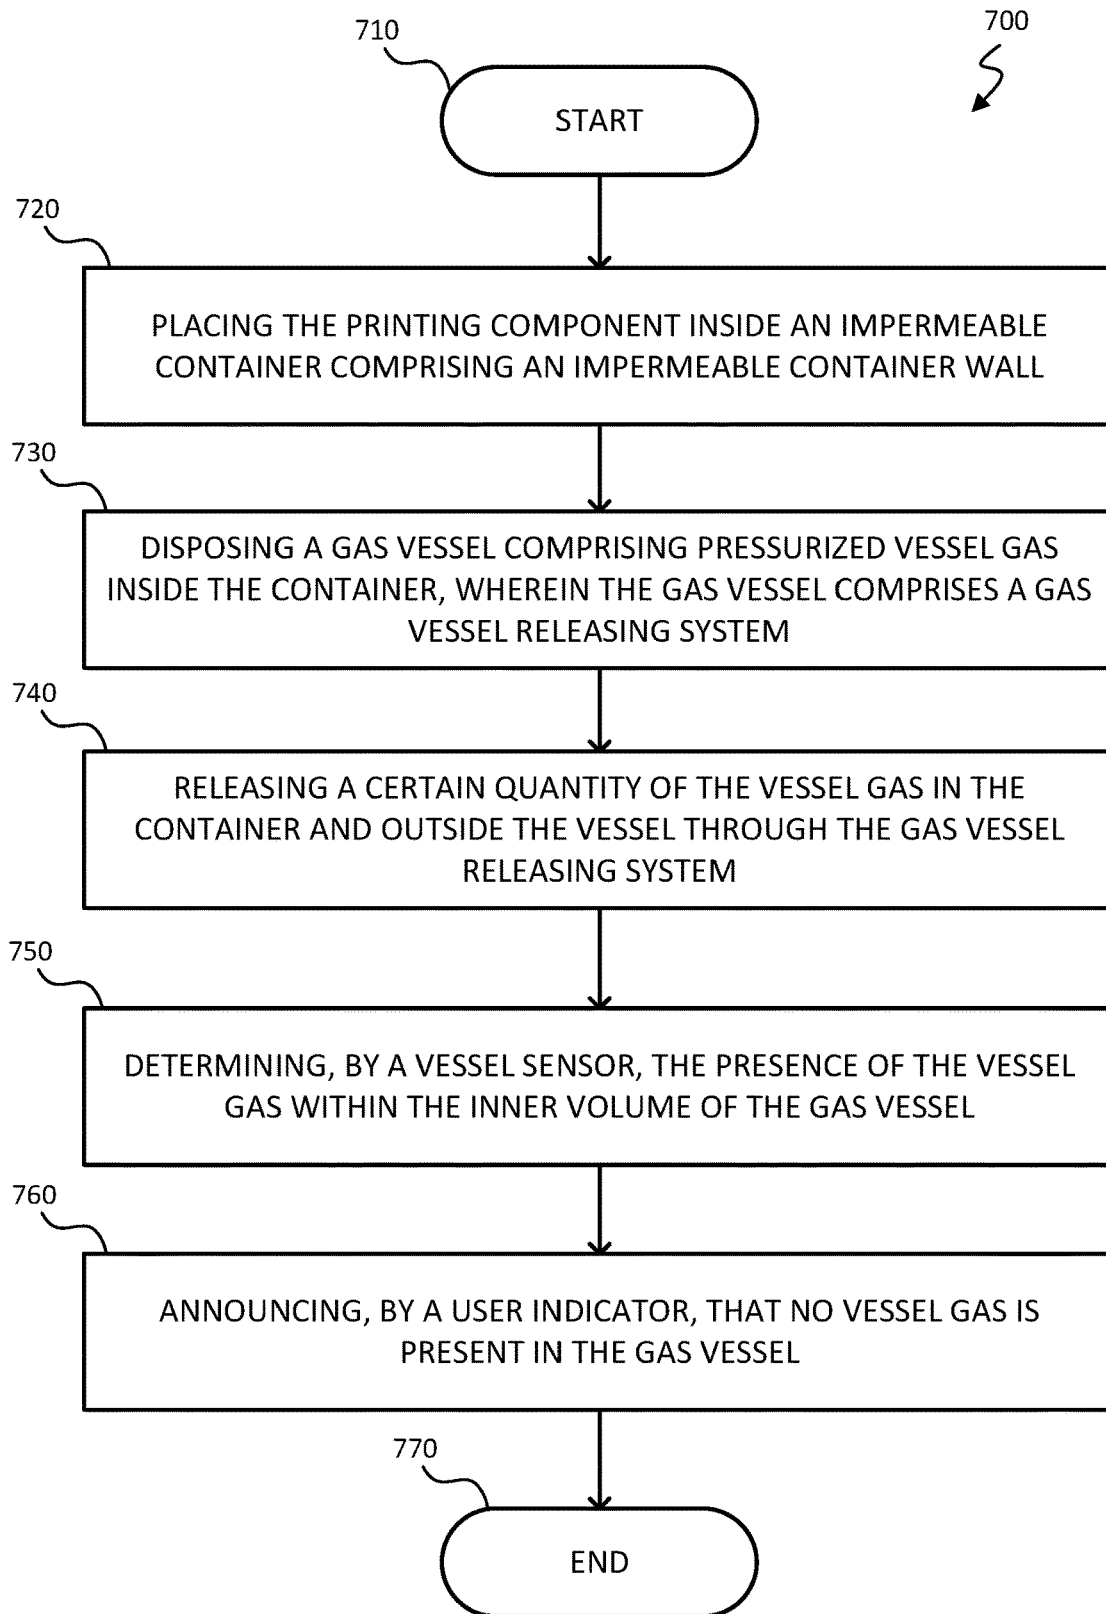 700
710
START
720
PLACING THE PRINTING COMPONENT INSIDE AN IMPERMEABLE
CONTAINER COMPRISING AN IMPERMEABLE CONTAINER WALL
730
DISPOSING A GAS VESSEL COMPRISING PRESSURIZED VESSEL GAS
INSIDE THE CONTAINER, WHEREIN THE GAS VESSEL COMPRISES A GAS
VESSEL RELEASING SYSTEM
740
RELEASING A CERTAIN QUANTITY OF THE VESSEL GAS IN THE
CONTAINER AND OUTSIDE THE VESSEL THROUGH THE GAS VESSEL
RELEASING SYSTEM
750
DETERMINING, BY A VESSEL SENSOR, THE PRESENCE OF THE VESSEL
GAS WITHIN THE INNER VOLUME OF THE GAS VESSEL
760
ANNOUNCING, BY A USER INDICATOR, THAT NO VESSEL GAS IS
PRESENT IN THE GAS VESSEL
770
END